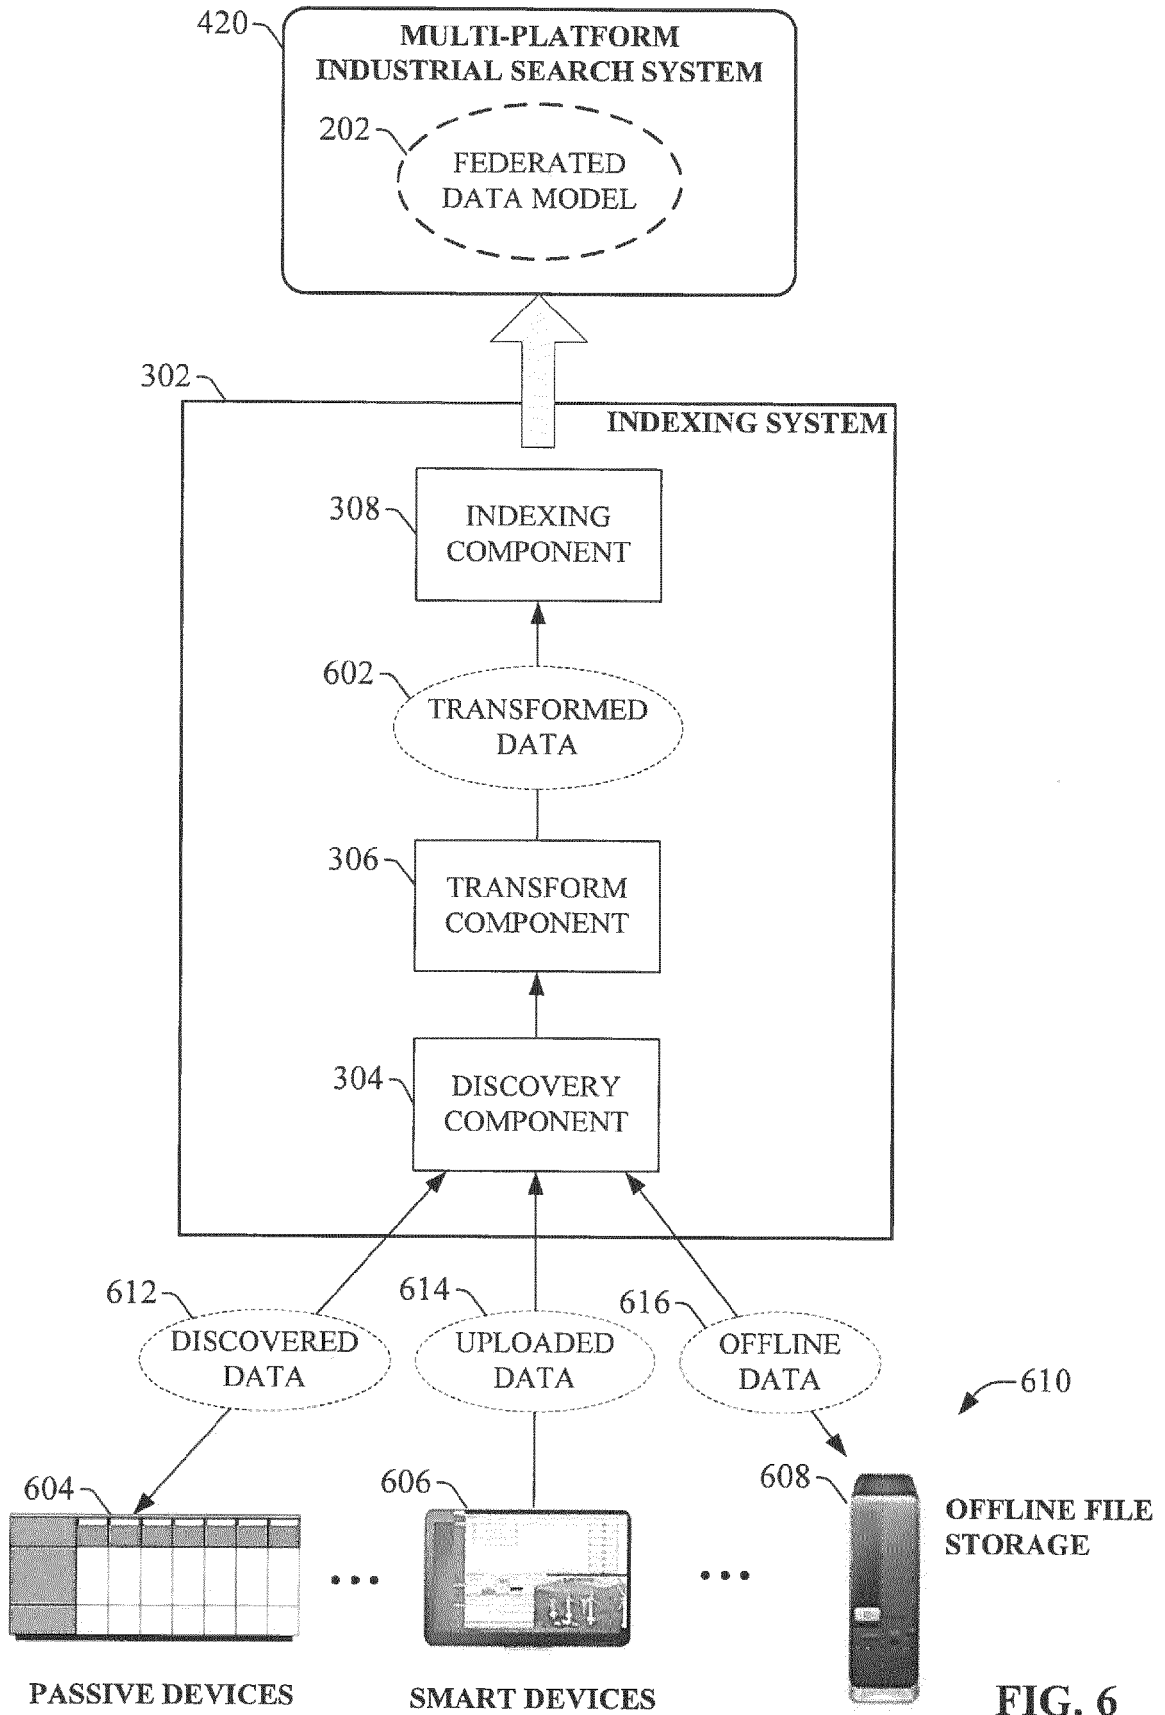 420
MULTI-PLATFORM
INDUSTRIAL SEARCH SYSTEM
202
FEDERATED
DATA MODEL
302
INDEXING SYSTEM
308
INDEXING
COMPONENT
602
TRANSFORMED
DATA
306
TRANSFORM
COMPONENT
304
DISCOVERY
COMPONENT
612
DISCOVERED
DATA
614
UPLOADED
DATA
616
OFFLINE
DATA
610
604
606
608
OFFLINE FILE
STORAGE
PASSIVE DEVICES
SMART DEVICES
FIG. 6